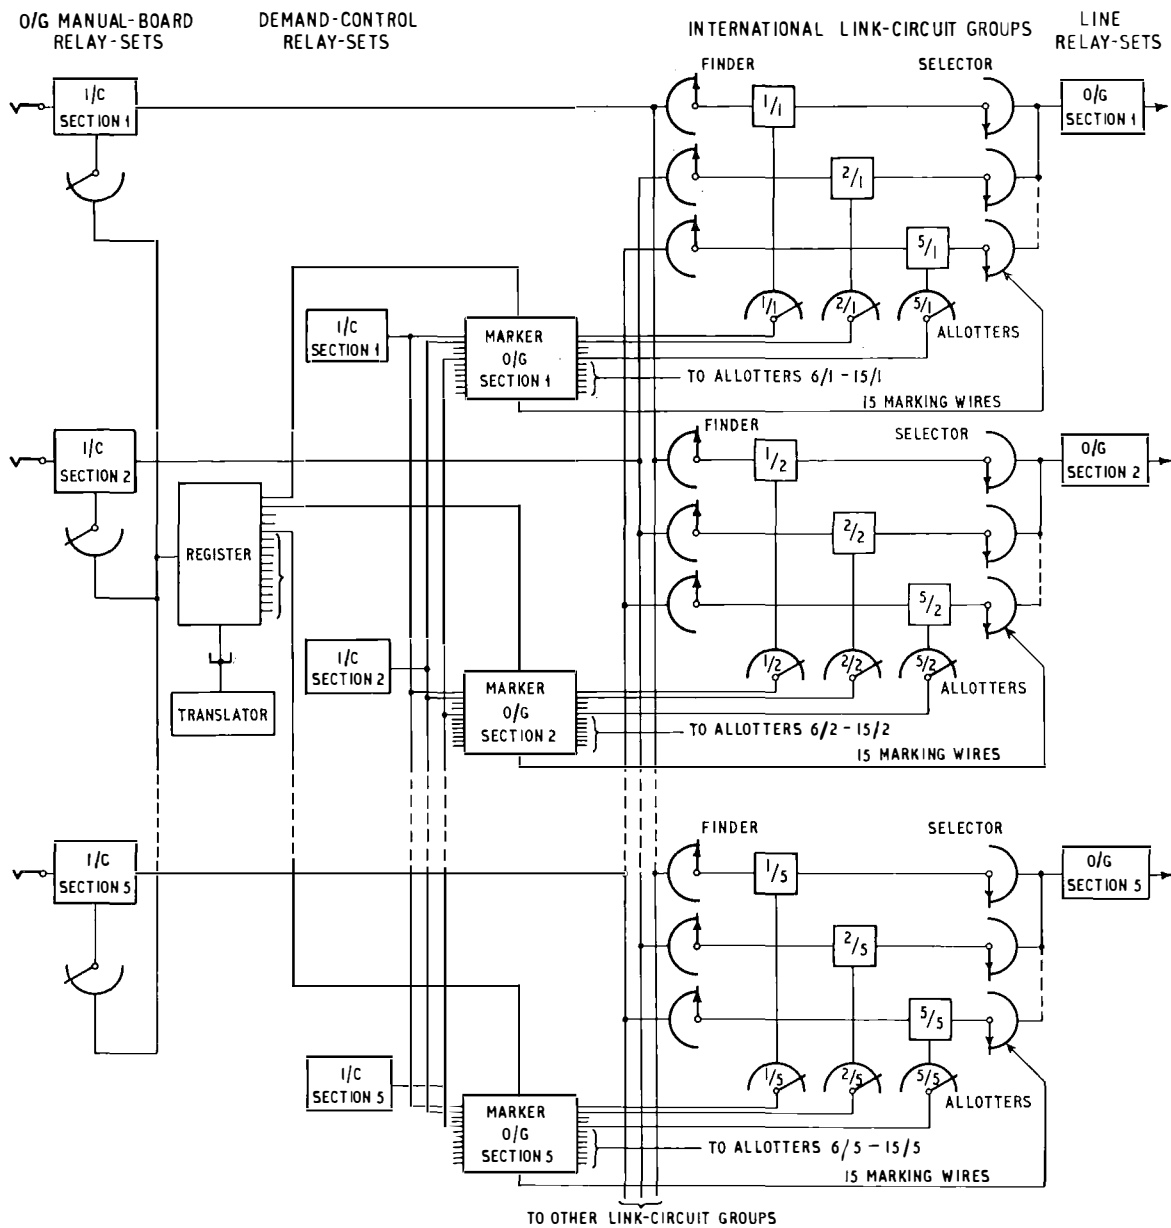 O/G MANUAL-BOARD
RELAY-SETS
DEMAND-CONTROL
RELAY-SETS
INTERNATIONAL LINK-CIRCUIT GROUPS
LINE
RELAY-SETS
FINDER
SELECTOR
I/C
SECTION 1
1/1
O/G
SECTION 1
2/1
5/1
1/1
2/1
5/1
ALLOTTERS
I/C
SECTION 1
MARKER
O/G
SECTION 1
TO ALLOTTERS 6/1 - 15/1
15 MARKING WIRES
FINDER
SELECTOR
I/C
SECTION 2
1/2
O/G
SECTION 2
2/2
REGISTER
5/2
I/C
SECTION 2
1/2
2/2
5/2
ALLOTTERS
TRANSLATOR
MARKER
O/G
SECTION 2
TO ALLOTTERS 6/2 - 15/2
15 MARKING WIRES
FINDER
SELECTOR
I/C
SECTION 5
1/5
O/G
SECTION 5
2/5
5/5
I/C
SECTION 5
1/5
2/5
5/5
ALLOTTERS
MARKER
O/G
SECTION 5
TO ALLOTTERS 6/5 - 15/5
15 MARKING WIRES
TO OTHER LINK-CIRCUIT GROUPS